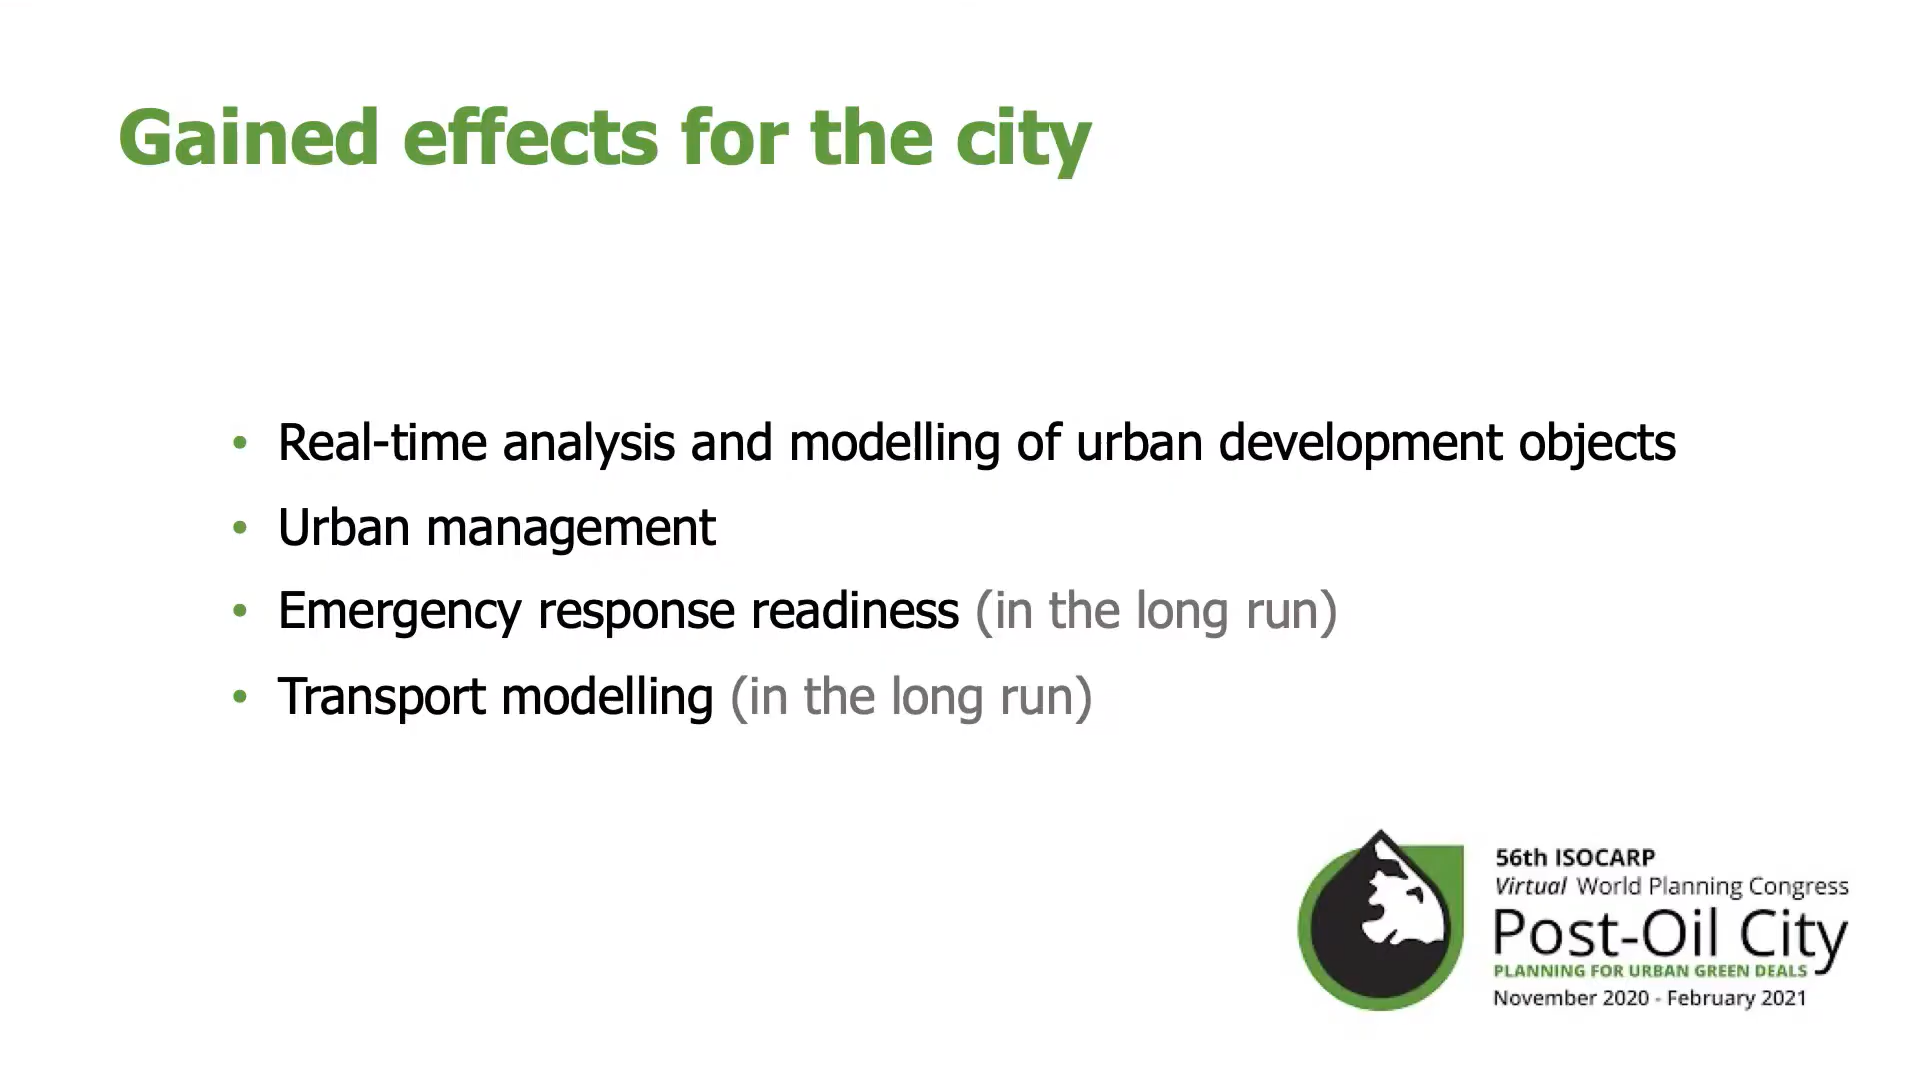 Gained effects for the city
• Real-time analysis and modelling of urban development objects
• Urban management
• Emergency response readiness (in the long run)
• Transport modelling (in the long run)
56th ISOCARP
Virtual World Planning Congress
Post-Oil City
PLANNING FOR URBAN GREEN DEALS
November 2020 - February 2021